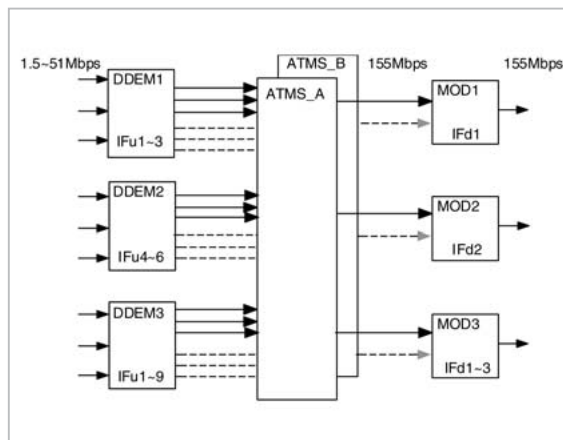 1.5~51Mbps
ATMS_B
155Mbps
155Mbps
DDEM1
ATMS_A
MOD1
IFu1~3
IFd1
DDEM2
MOD2
IFu4~6
IFd2
DDEM3
MOD3
IFu1~9
IFd1~3